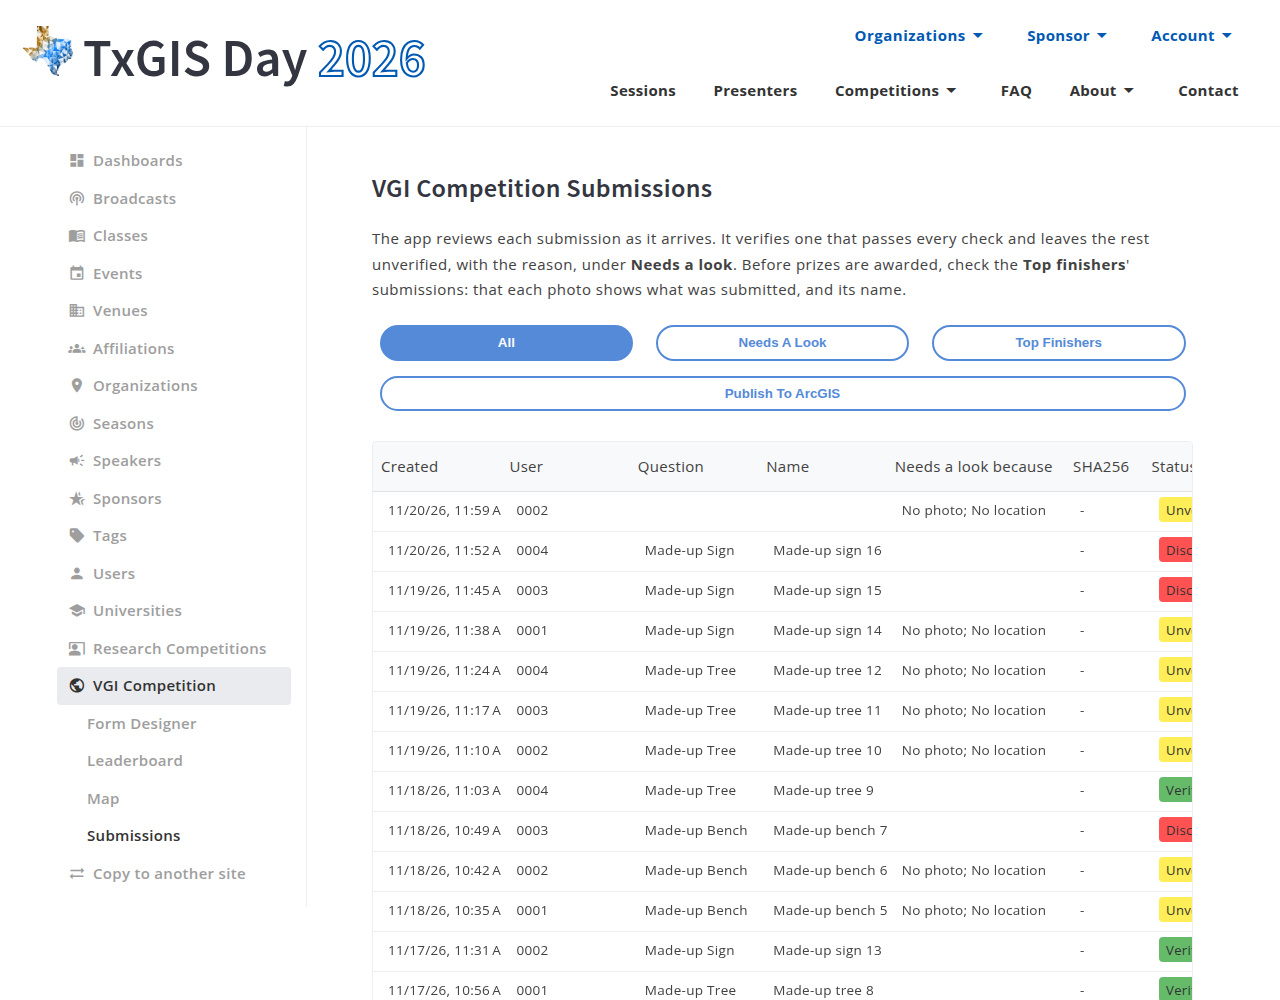 TxGIS Day 2026
Organizations
Sponsor
Account
Sessions
Presenters
Competitions
FAQ
About
Contact
Dashboards
Broadcasts
Classes
Events
Venues
Affiliations
Organizations
Seasons
Speakers
Sponsors
Tags
Users
Universities
Research Competitions
VGI Competition
Form Designer
Leaderboard
Map
Submissions
Copy to another site
VGI Competition Submissions
The app reviews each submission as it arrives. It verifies one that passes every check and leaves the rest
unverified, with the reason, under Needs a look. Before prizes are awarded, check the Top finishers'
submissions: that each photo shows what was submitted, and its name.
All
Needs A Look
Top Finishers
Publish To ArcGIS
Created User Question Name Needs a look because SHA256 Status
11/20/26, 11:59 A 0002 No photo; No location - Unv
11/20/26, 11:52 A 0004 Made-up Sign Made-up sign 16 - Disc
11/19/26, 11:45 A 0003 Made-up Sign Made-up sign 15 - Disc
11/19/26, 11:38 A 0001 Made-up Sign Made-up sign 14 No photo; No location - Unv
11/19/26, 11:24 A 0004 Made-up Tree Made-up tree 12 No photo; No location - Unv
11/19/26, 11:17 A 0003 Made-up Tree Made-up tree 11 No photo; No location - Unv
11/19/26, 11:10 A 0002 Made-up Tree Made-up tree 10 No photo; No location - Unv
11/18/26, 11:03 A 0004 Made-up Tree Made-up tree 9 - Veri
11/18/26, 10:49 A 0003 Made-up Bench Made-up bench 7 - Disc
11/18/26, 10:42 A 0002 Made-up Bench Made-up bench 6 No photo; No location - Unv
11/18/26, 10:35 A 0001 Made-up Bench Made-up bench 5 No photo; No location - Unv
11/17/26, 11:31 A 0002 Made-up Sign Made-up sign 13 - Veri
11/17/26, 10:56 A 0001 Made-up Tree Made-up tree 8 - Veri